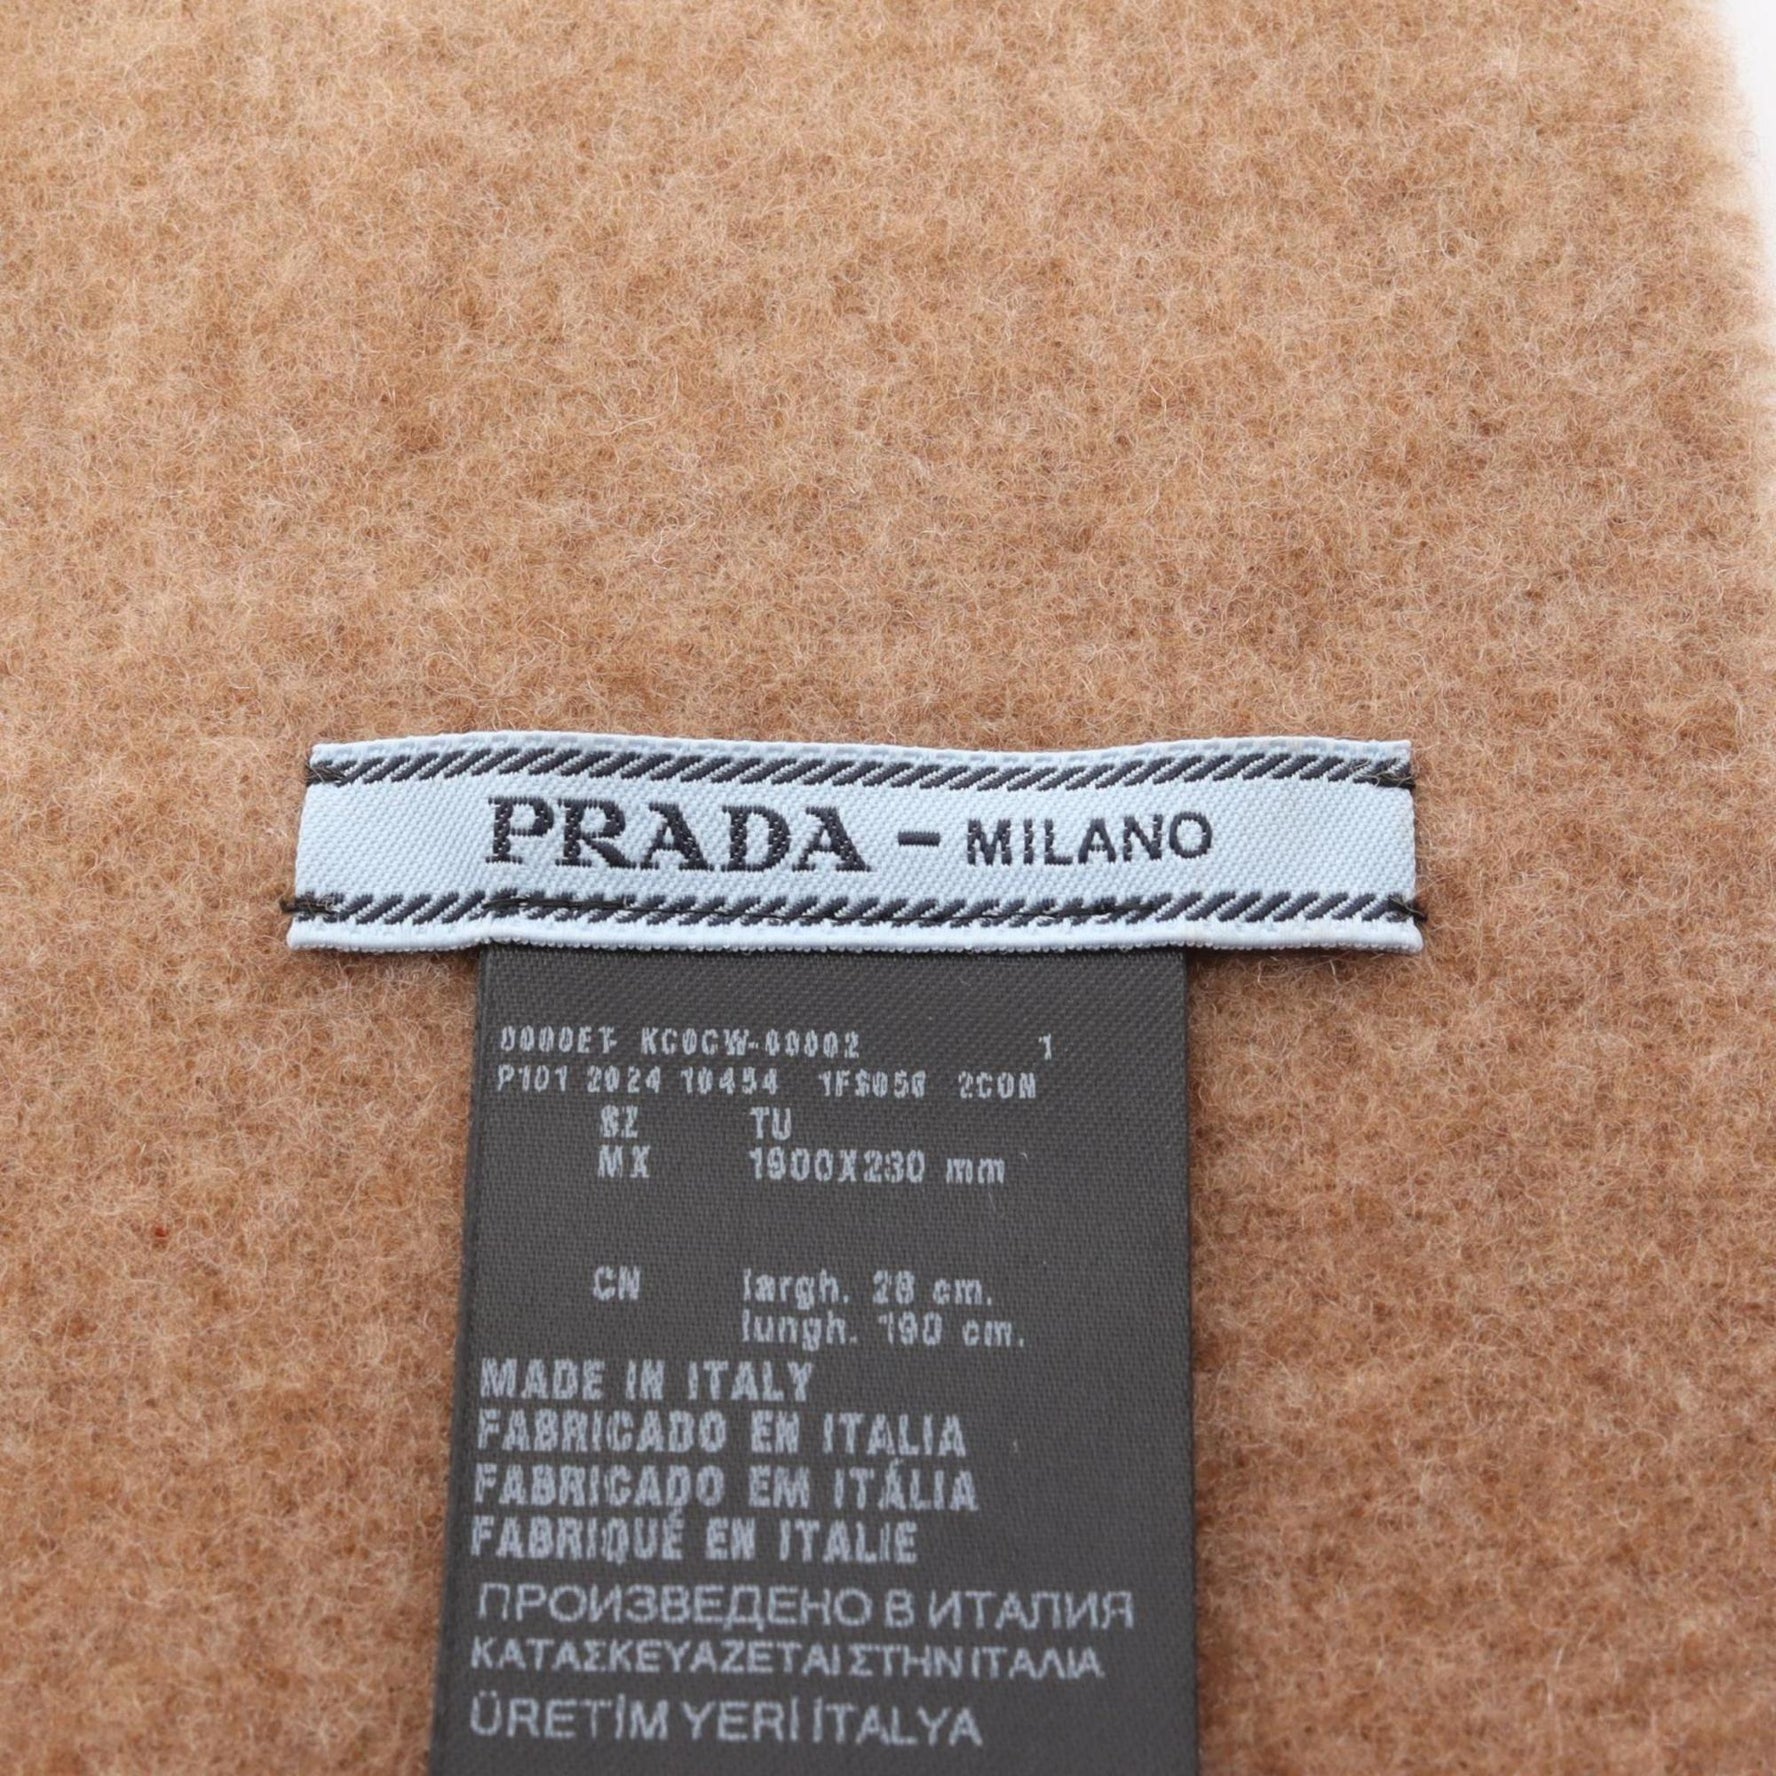 PRADA - MILANO
0000ET- KC0CW-00002 1
P101 2024 10454 1FS056 2C0N
SZ TU
MX 1900X280 mm
CN largh. 28 cm.
lungh. 190 cm.
MADE IN ITALY
FABRICADO EN ITALIA
FABRICADO EM ITÁLIA
FABRIQUÉ EN ITALIE
ПРОИЗВЕДЕНО В ИТАЛИЯ
ΚΑΤΑΣΚΕΥΑΖΕΤΑΙ ΣΤΗΝ ΙΤΑΛΙΑ
ÜRETİM YERİ İTALYA